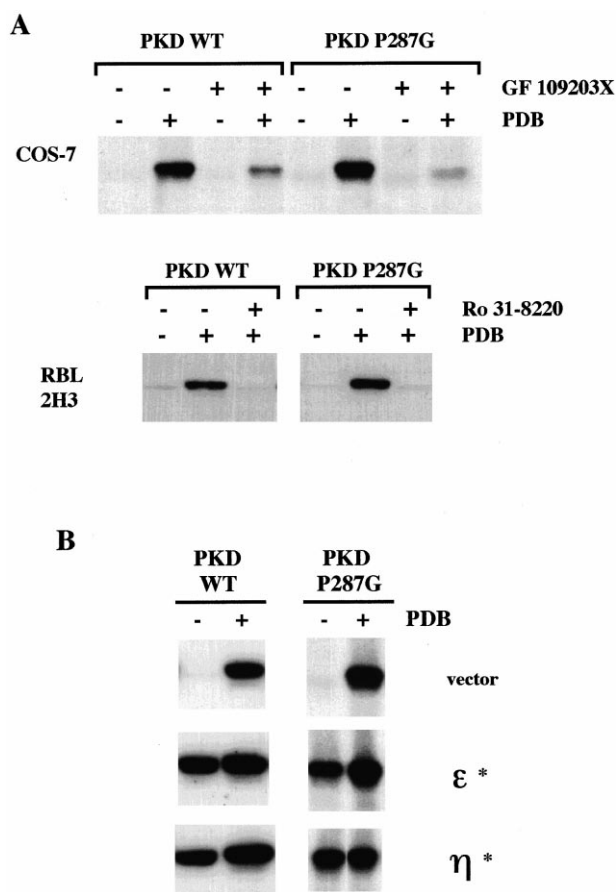 A
PKD WT PKD P287G
- - + + - - + + GF 109203X
- + - + - + - + PDB
COS-7
PKD WT PKD P287G
- - + - - + Ro 31-8220
- + + - + + PDB
RBL
2H3
B
PKD PKD
WT P287G
- + - + PDB
vector
ε *
η *